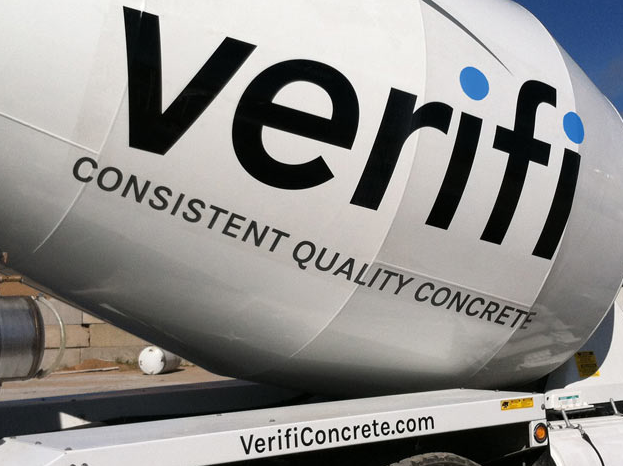 verifi
CONSISTENT QUALITY CONCRETE
VerifiConcrete.com